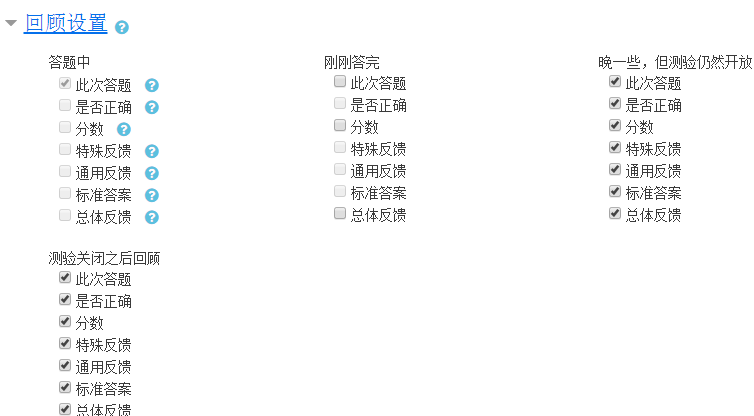 回顾设置
答题中
此次答题
是否正确
分数
特殊反馈
通用反馈
标准答案
总体反馈
刚刚答完
此次答题
是否正确
分数
特殊反馈
通用反馈
标准答案
总体反馈
晚一些，但测验仍然开放
此次答题
是否正确
分数
特殊反馈
通用反馈
标准答案
总体反馈
测验关闭之后回顾
此次答题
是否正确
分数
特殊反馈
通用反馈
标准答案
总体反馈